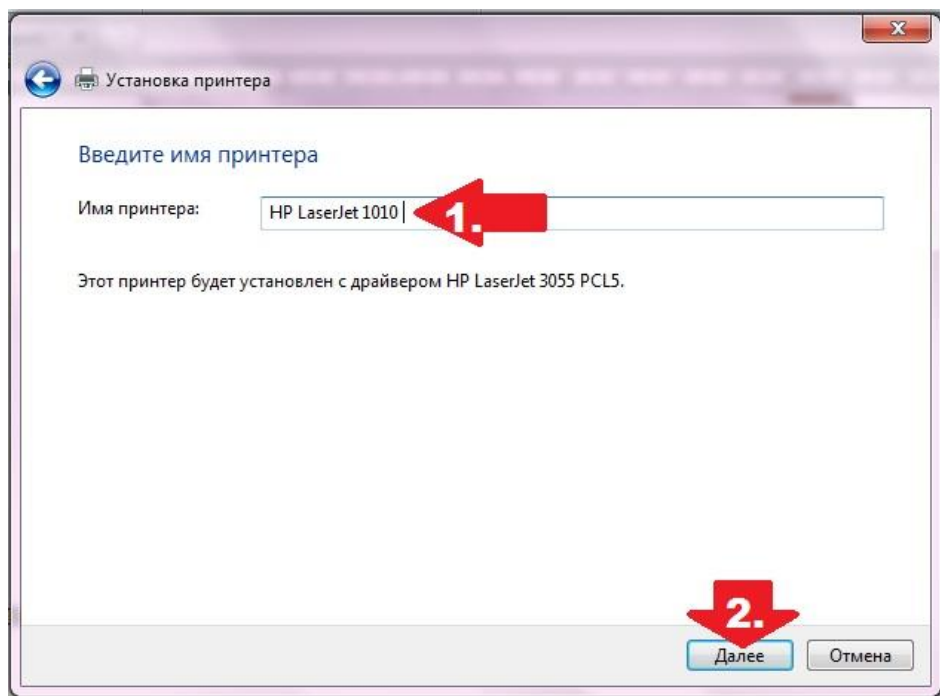 Установка принтера
Введите имя принтера
Имя принтера: HP LaserJet 1010 1.
Этот принтер будет установлен с драйвером HP LaserJet 3055 PCL5.
2.
Далее Отмена